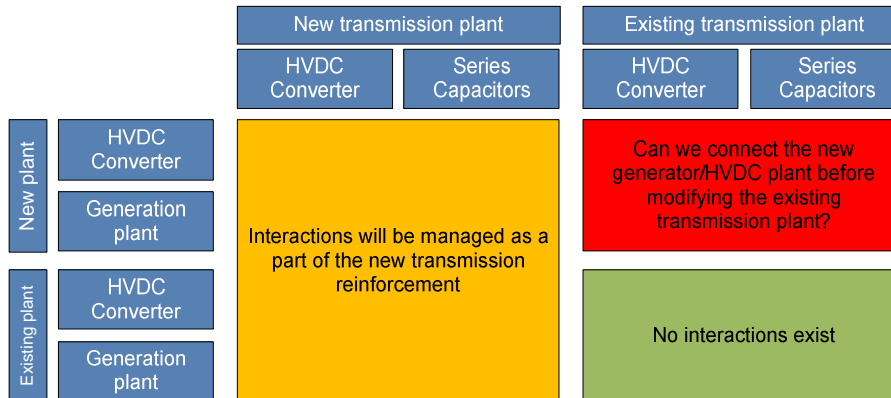 New transmission plant
Existing transmission plant
HVDC
Converter
Series
Capacitors
HVDC
Converter
Series
Capacitors
New plant
HVDC
Converter
Generation
plant
Interactions will be managed as a
part of the new transmission
reinforcement
Can we connect the new
generator/HVDC plant before
modifying the existing
transmission plant?
Existing plant
HVDC
Converter
Generation
plant
No interactions exist